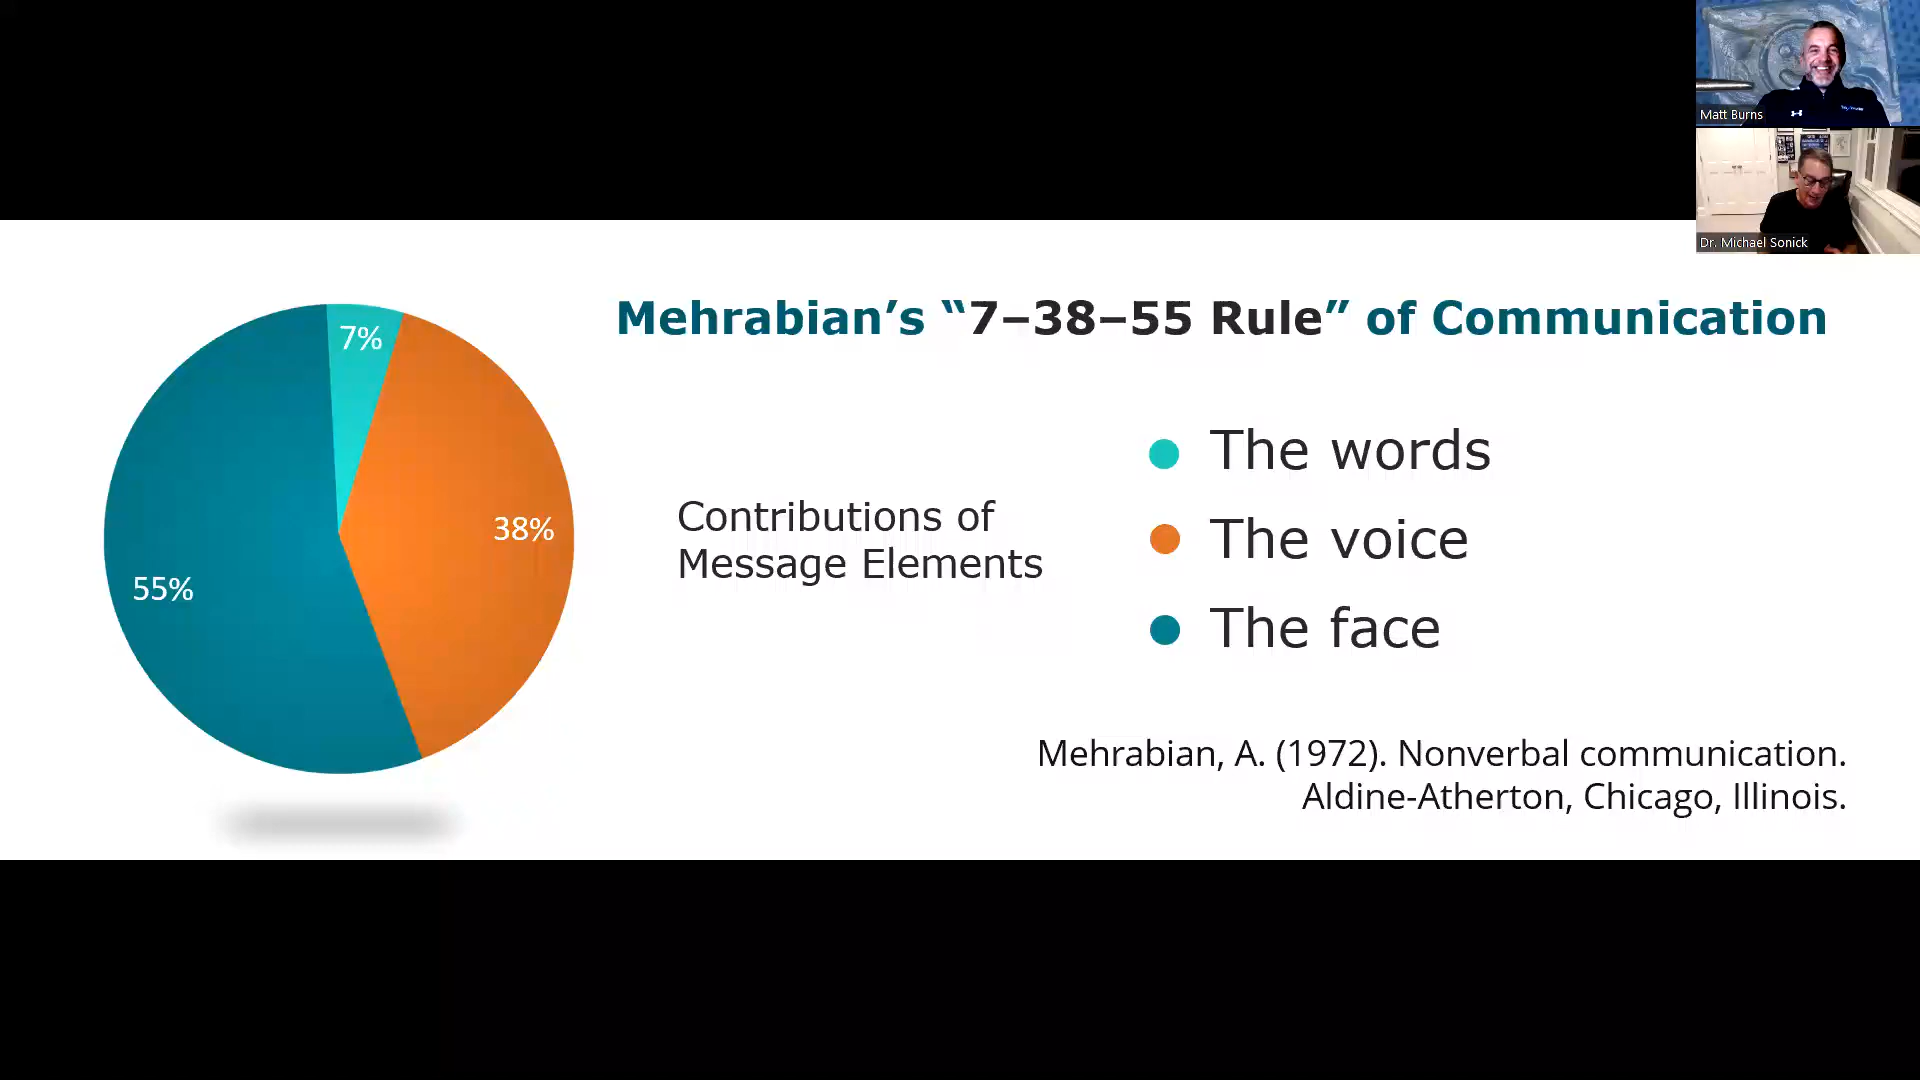 Matt Burns
Dr. Michael Sonick
Mehrabian’s “7–38–55 Rule” of Communication
7%
38%
55%
Contributions of
Message Elements
The words
The voice
The face
Mehrabian, A. (1972). Nonverbal communication.
Aldine-Atherton, Chicago, Illinois.